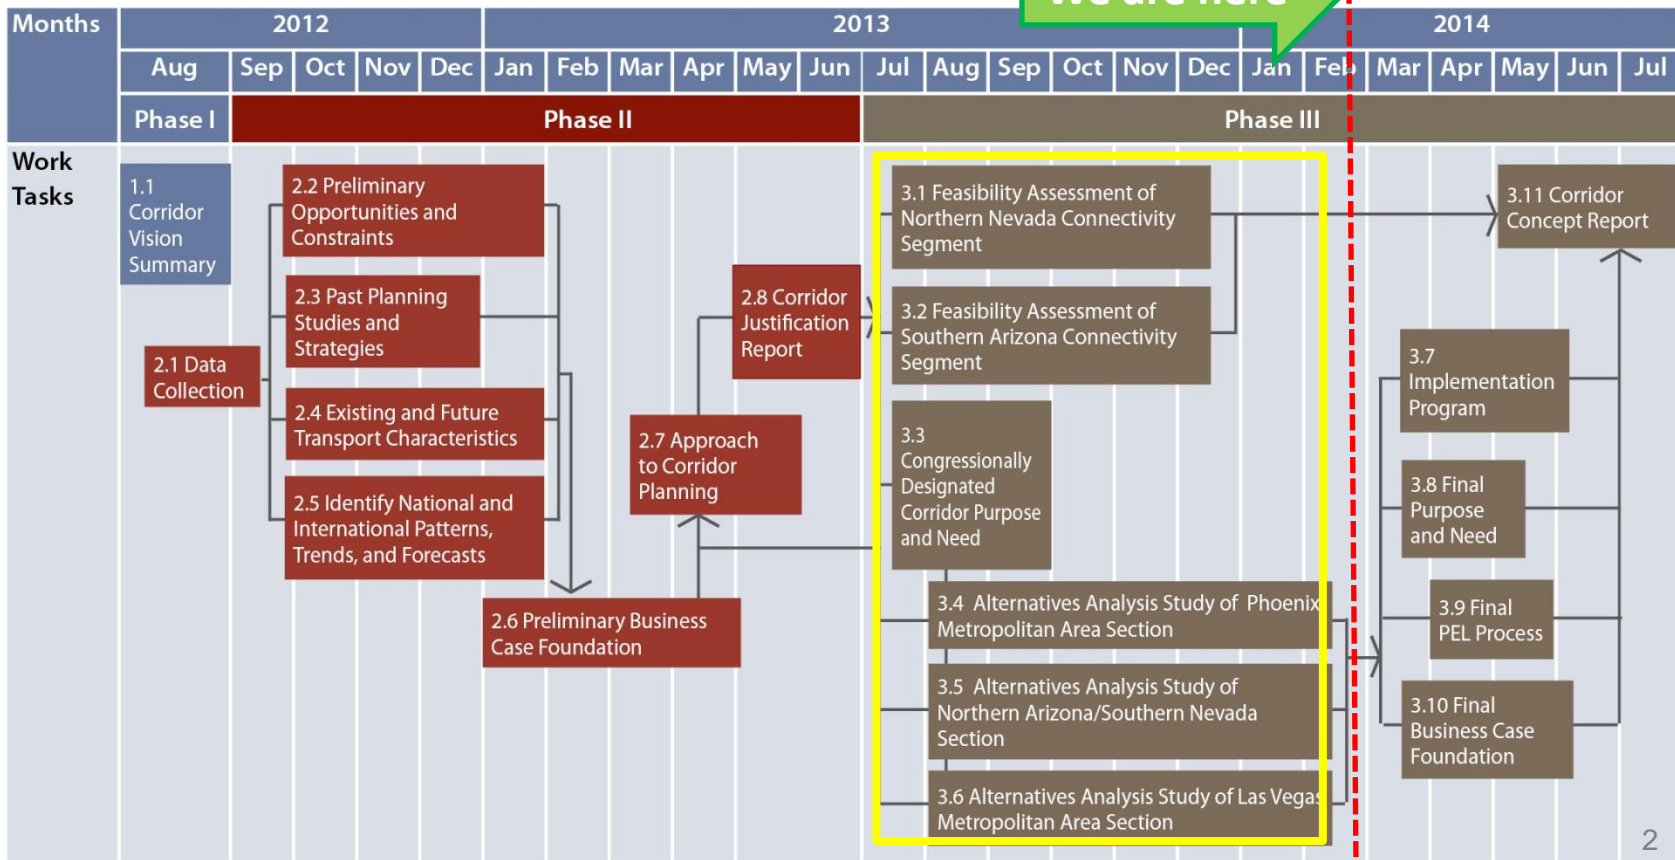 We are here
Months
2012
2013
2014
Aug
Sep
Oct
Nov
Dec
Jan
Feb
Mar
Apr
May
Jun
Jul
Aug
Sep
Oct
Nov
Dec
Jan
Feb
Mar
Apr
May
Jun
Jul
Phase I
Phase II
Phase III
Work
Tasks
1.1
Corridor
Vision
Summary
2.1 Data
Collection
2.2 Preliminary
Opportunities and
Constraints
2.3 Past Planning
Studies and
Strategies
2.4 Existing and Future
Transport Characteristics
2.5 Identify National and
International Patterns,
Trends, and Forecasts
2.6 Preliminary Business
Case Foundation
2.7 Approach
to Corridor
Planning
2.8 Corridor
Justification
Report
3.1 Feasibility Assessment of
Northern Nevada Connectivity
Segment
3.2 Feasibility Assessment of
Southern Arizona Connectivity
Segment
3.3
Congressionally
Designated
Corridor Purpose
and Need
3.4 Alternatives Analysis Study of Phoenix
Metropolitan Area Section
3.5 Alternatives Analysis Study of
Northern Arizona/Southern Nevada
Section
3.6 Alternatives Analysis Study of Las Vegas
Metropolitan Area Section
3.7
Implementation
Program
3.8 Final
Purpose
and Need
3.9 Final
PEL Process
3.10 Final
Business Case
Foundation
3.11 Corridor
Concept Report
2